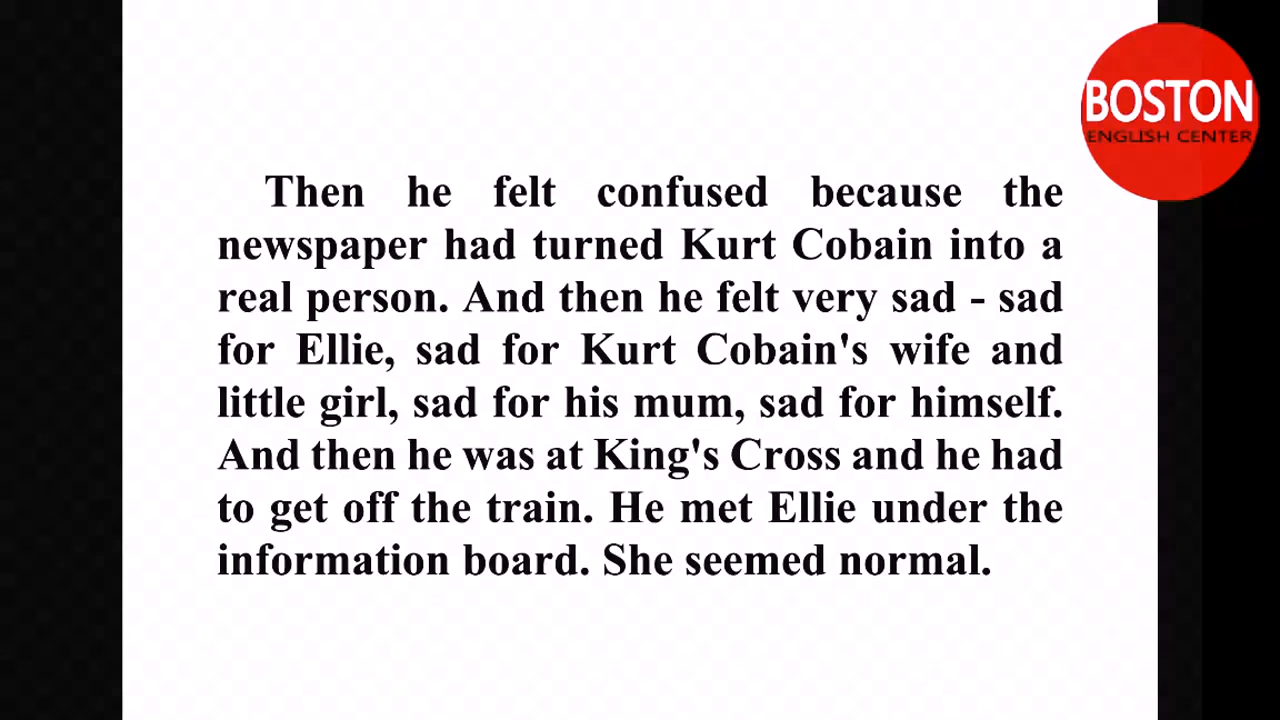 BOSTON
ENGLISH CENTER
Then he felt confused because the
newspaper had turned Kurt Cobain into a
real person. And then he felt very sad - sad
for Ellie, sad for Kurt Cobain's wife and
little girl, sad for his mum, sad for himself.
And then he was at King's Cross and he had
to get off the train. He met Ellie under the
information board. She seemed normal.